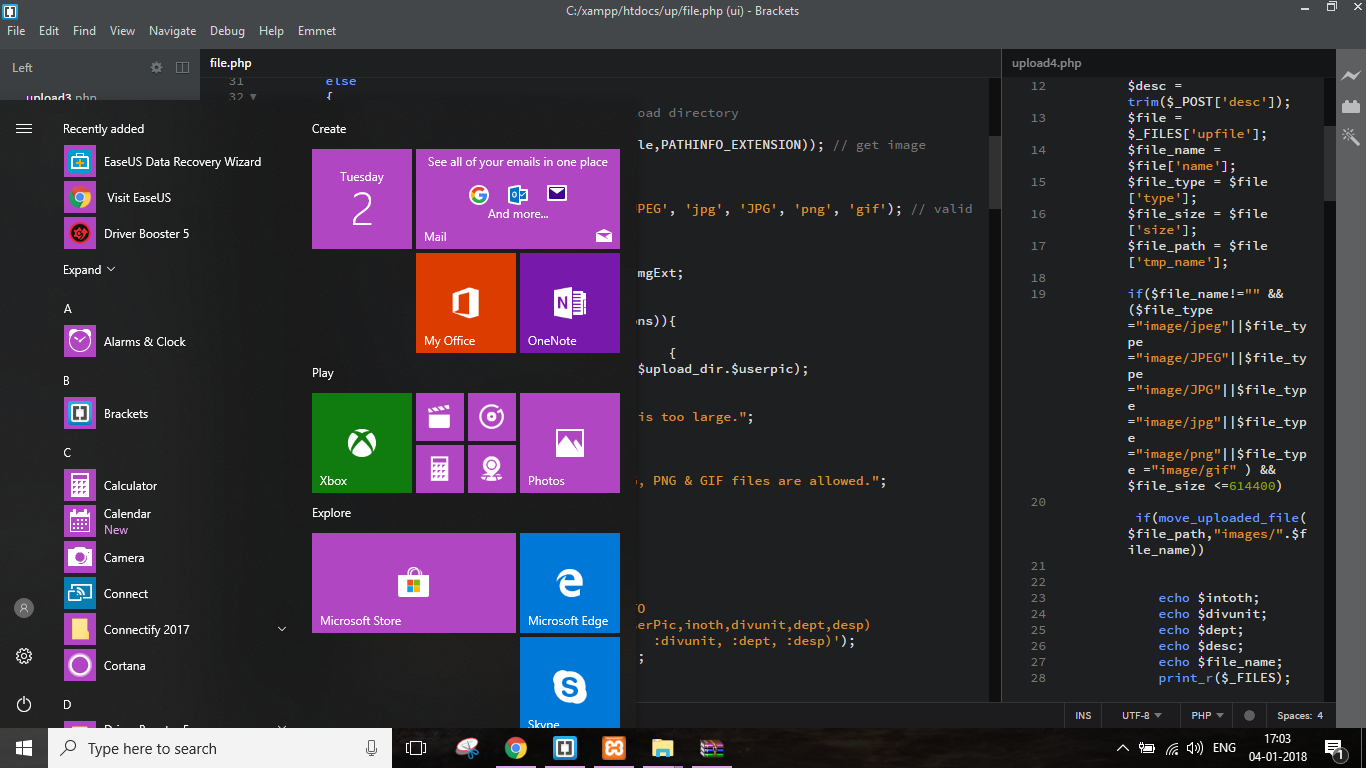 C:/xampp/htdocs/up/file.php (ui) - Brackets
File Edit Find View Navigate Debug Help Emmet
Left
upload3.php
file.php
31 else
32 {
oad directory
le,PATHINFO_EXTENSION)); // get image
PEG', 'jpg', 'JPG', 'png', 'gif'); // valid
mgExt;
ns)){
{
$upload_dir.$userpic);
is too large.";
, PNG & GIF files are allowed.";
TO
erPic,inoth,divunit,dept,desp)
:divunit, :dept, :desp)');
;
upload4.php
12 $desc =
trim($_POST['desc']);
13 $file =
$_FILES['upfile'];
14 $file_name =
$file['name'];
15 $file_type = $file
['type'];
16 $file_size = $file
['size'];
17 $file_path = $file
['tmp_name'];
18
19 if($file_name!="" &&
($file_type
="image/jpeg"||$file_ty
pe
="image/JPEG"||$file_ty
pe
="image/JPG"||$file_typ
e
="image/jpg"||$file_typ
e
="image/png"||$file_typ
e ="image/gif" ) &&
$file_size <=614400)
20
if(move_uploaded_file(
$file_path,"images/".$f
ile_name))
21
22
23 echo $intoth;
24 echo $divunit;
25 echo $dept;
26 echo $desc;
27 echo $file_name;
28 print_r($_FILES);
INS UTF-8 PHP Spaces: 4
Recently added
EaseUS Data Recovery Wizard
Visit EaseUS
Driver Booster 5
Expand
A
Alarms & Clock
B
Brackets
C
Calculator
Calendar
New
Camera
Connect
Connectify 2017
Cortana
D
Driver Booster 5
Create
Tuesday
2
See all of your emails in one place
And more...
Mail
My Office
OneNote
Play
Xbox
Photos
Explore
Microsoft Store
Microsoft Edge
Skype
Type here to search
ENG
17:03
04-01-2018
1